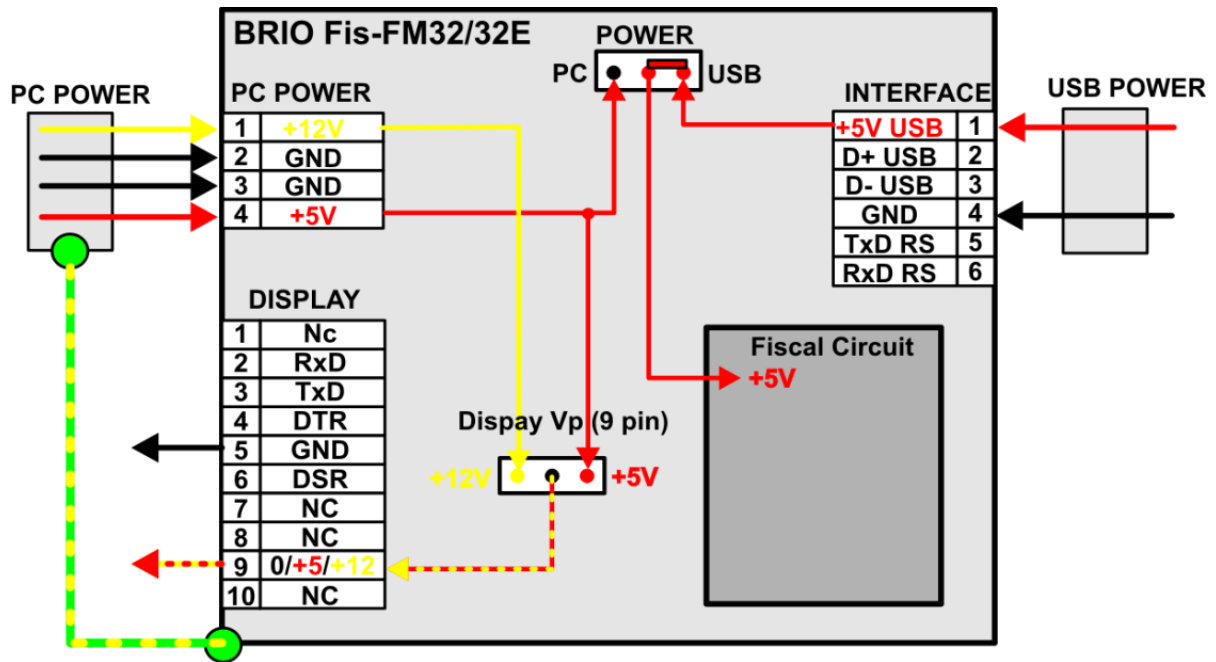 BRIO Fis-FM32/32E
POWER
PC USB
PC POWER
PC POWER
1 +12V
2 GND
3 GND
4 +5V
INTERFACE
+5V USB 1
D+ USB 2
D- USB 3
GND 4
TxD RS 5
RxD RS 6
USB POWER
DISPLAY
1 Nc
2 RxD
3 TxD
4 DTR
5 GND
6 DSR
7 NC
8 NC
9 0/+5/+12
10 NC
Dispay Vp (9 pin)
+12V +5V
Fiscal Circuit
+5V